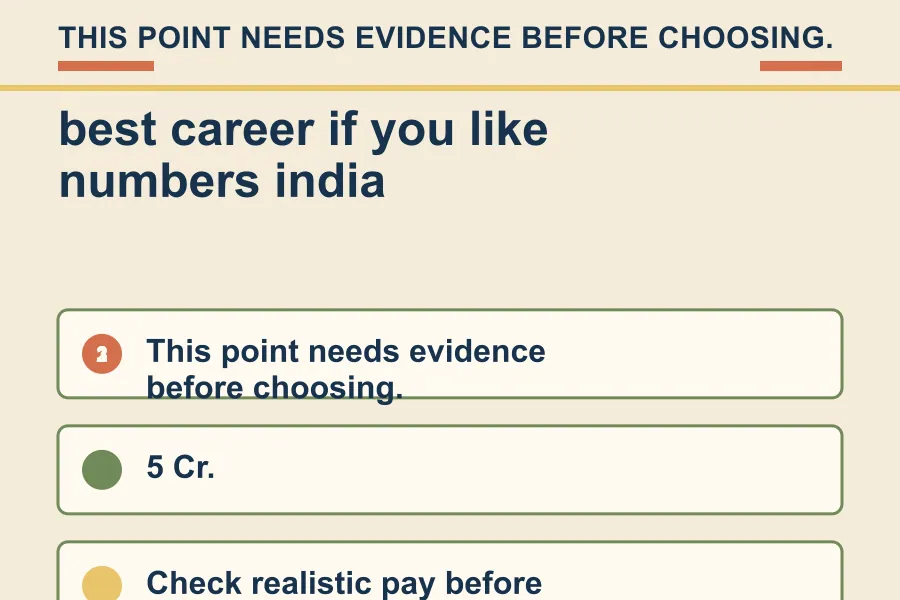 THIS POINT NEEDS EVIDENCE BEFORE CHOOSING.
best career if you like
numbers india
This point needs evidence
before choosing.
5 Cr.
Check realistic pay before